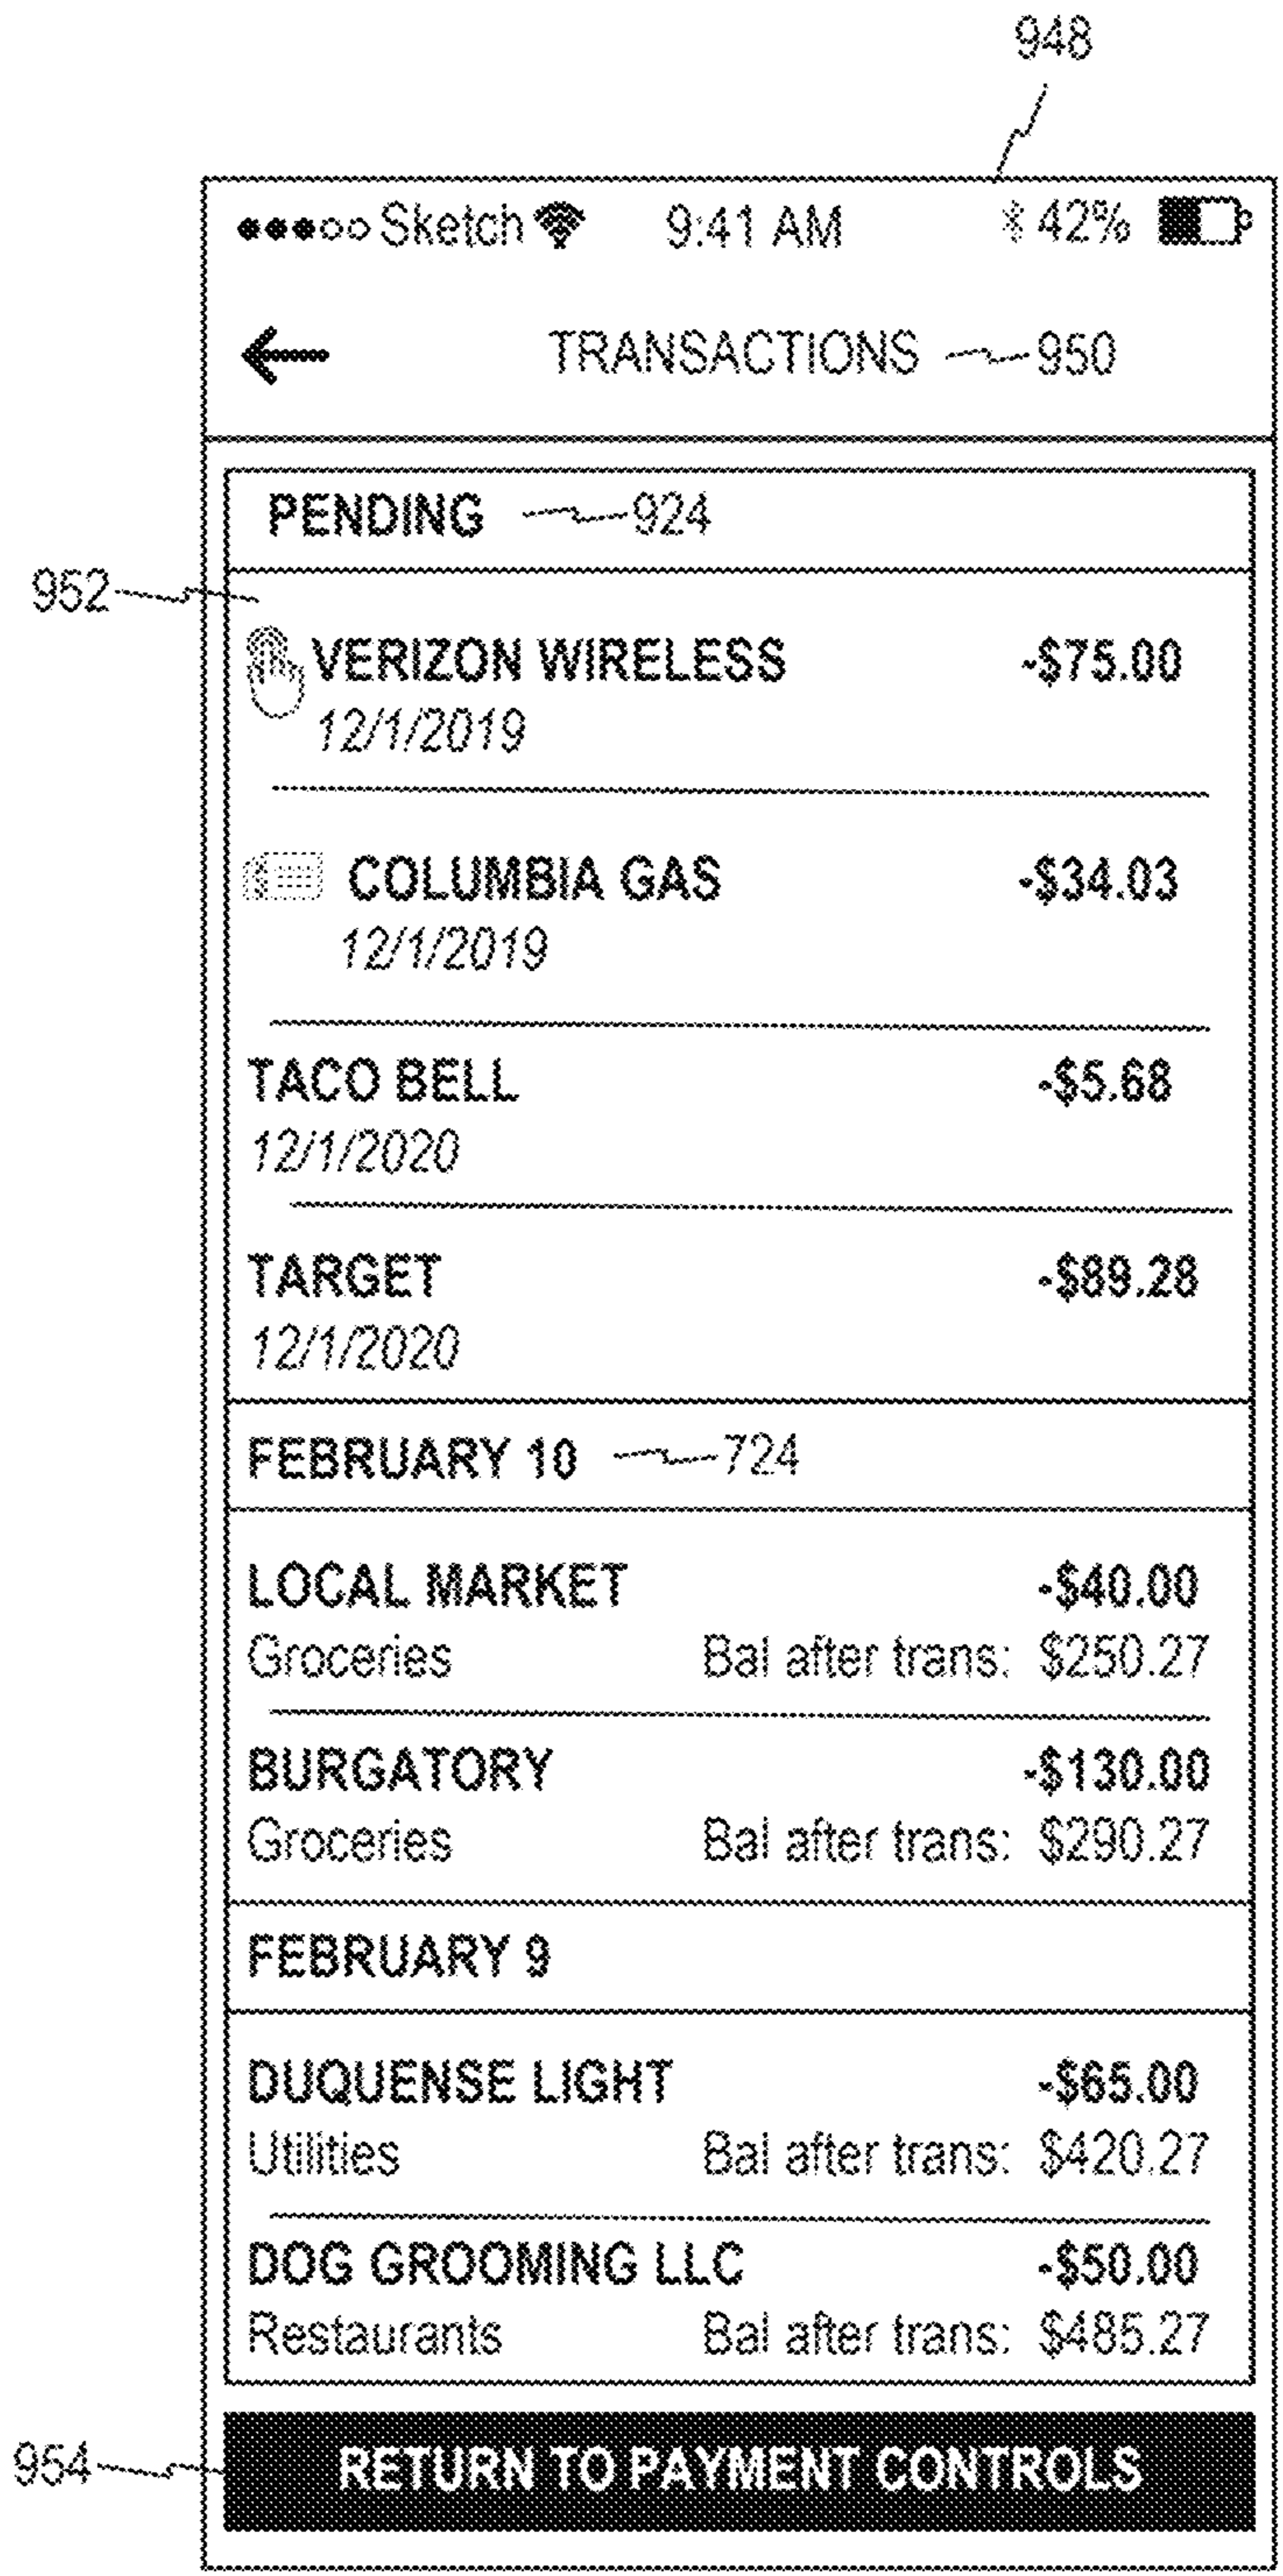 948
Sketch 9:41 AM 42%
TRANSACTIONS 950
PENDING 924
952
VERIZON WIRELESS -$75.00
12/1/2019
COLUMBIA GAS -$34.03
12/1/2019
TACO BELL -$5.68
12/1/2020
TARGET -$89.28
12/1/2020
FEBRUARY 10 724
LOCAL MARKET -$40.00
Groceries Bal after trans: $250.27
BURGATORY -$130.00
Groceries Bal after trans: $290.27
FEBRUARY 9
DUQUENSE LIGHT -$65.00
Utilities Bal after trans: $420.27
DOG GROOMING LLC -$50.00
Restaurants Bal after trans: $485.27
954 RETURN TO PAYMENT CONTROLS